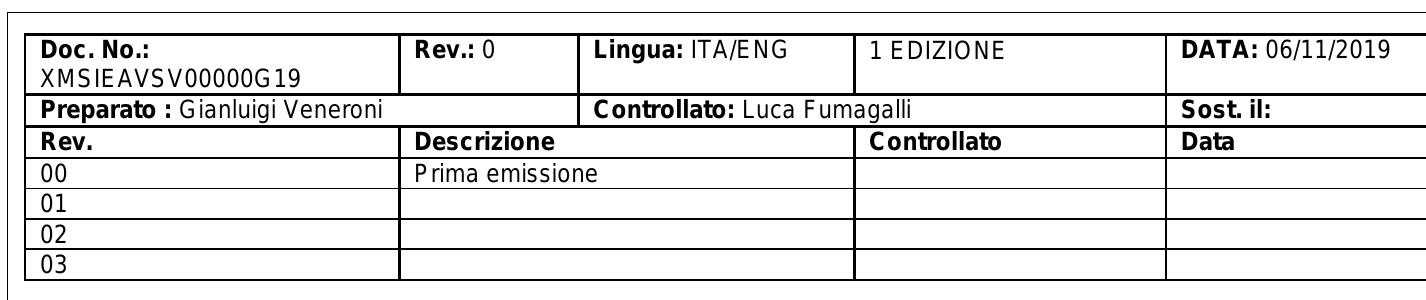 Doc. No.: Rev.: 0 Lingua: ITA/ENG 1 EDIZIONE DATA: 06/11/2019
XMSIEAVSV00000G19
Preparato : Gianluigi Veneroni Controllato: Luca Fumagalli Sost. il:
Rev. Descrizione Controllato Data
00 Prima emissione
01
02
03